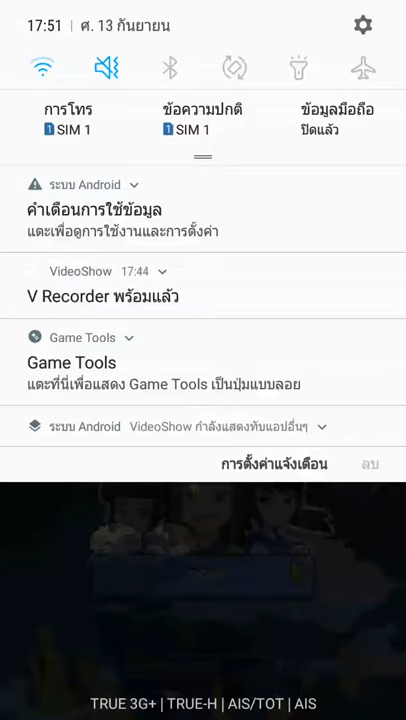 17:51 | ศ. 13 กันยายน
การโทร
1 SIM 1
ข้อความปกติ
1 SIM 1
ข้อมูลมือถือ
ปิดแล้ว
ระบบ Android
คำเตือนการใช้ข้อมูล
แตะเพื่อดูการใช้งานและการตั้งค่า
VideoShow 17:44
V Recorder พร้อมแล้ว
Game Tools
Game Tools
แตะที่นี่เพื่อแสดง Game Tools เป็นปุ่มแบบลอย
ระบบ Android VideoShow กำลังแสดงทับแอปอื่นๆ
การตั้งค่าแจ้งเตือน ลบ
TRUE 3G+ | TRUE-H | AIS/TOT | AIS